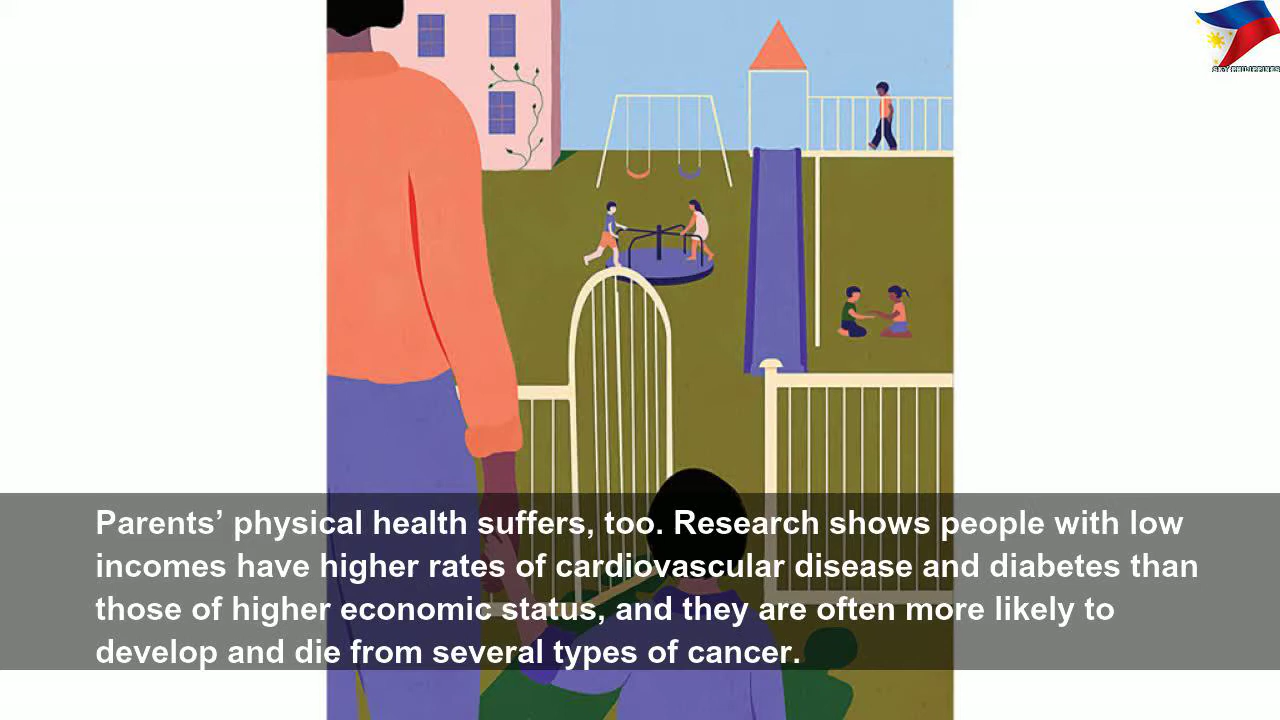 SKY PHILIPPINES
Parents’ physical health suffers, too. Research shows people with low
incomes have higher rates of cardiovascular disease and diabetes than
those of higher economic status, and they are often more likely to
develop and die from several types of cancer.